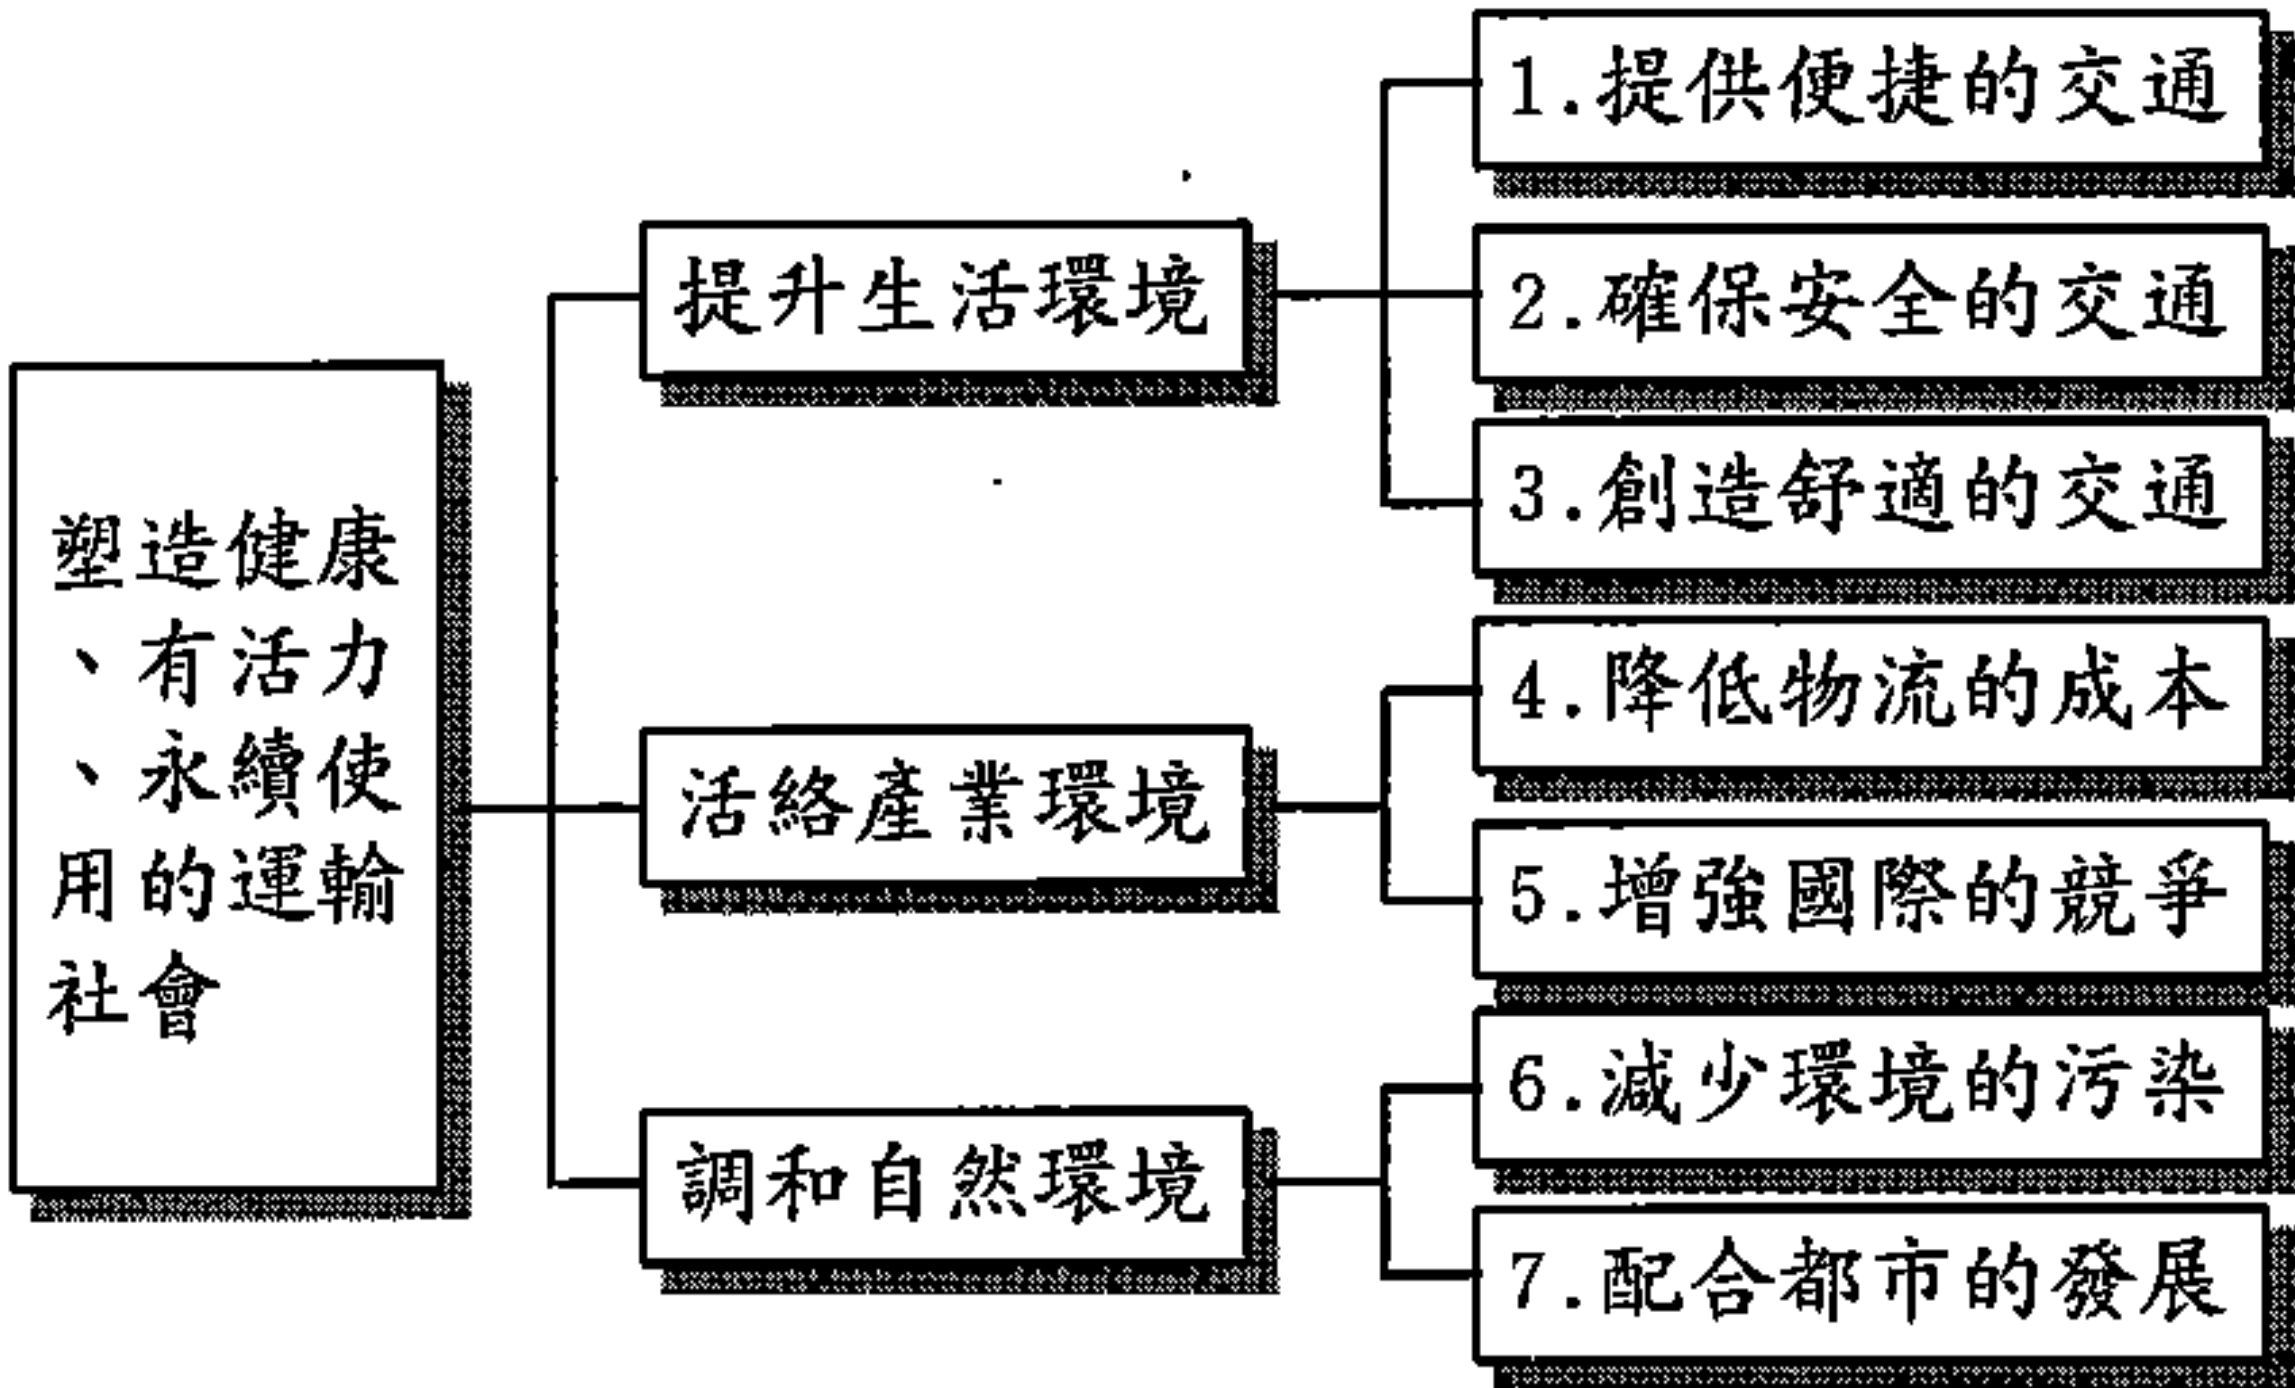 塑造健康
、有活力
、永續使
用的運輸
社會
提升生活環境
1.提供便捷的交通
2.確保安全的交通
3.創造舒適的交通
活絡產業環境
4.降低物流的成本
5.增強國際的競爭
調和自然環境
6.減少環境的污染
7.配合都市的發展